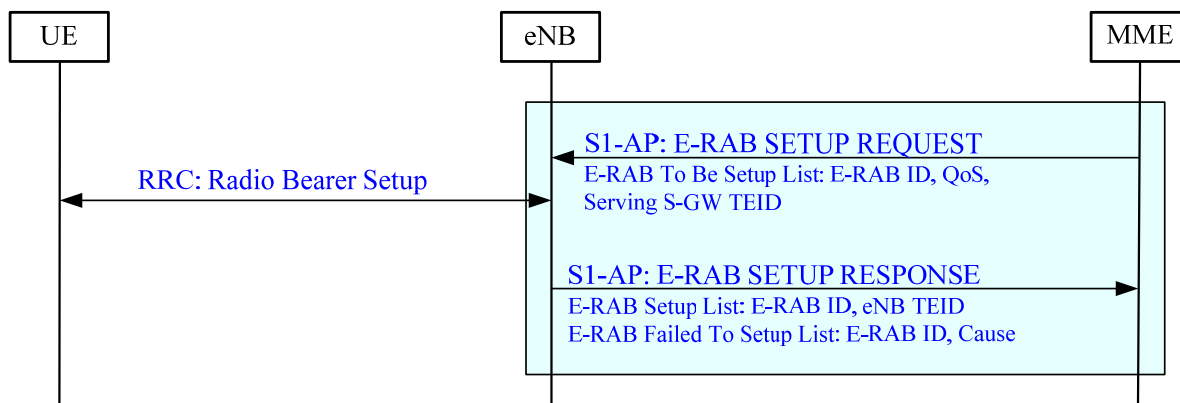 UE
eNB
MME
S1-AP: E-RAB SETUP REQUEST
E-RAB To Be Setup List: E-RAB ID, QoS,
Serving S-GW TEID
RRC: Radio Bearer Setup
S1-AP: E-RAB SETUP RESPONSE
E-RAB Setup List: E-RAB ID, eNB TEID
E-RAB Failed To Setup List: E-RAB ID, Cause